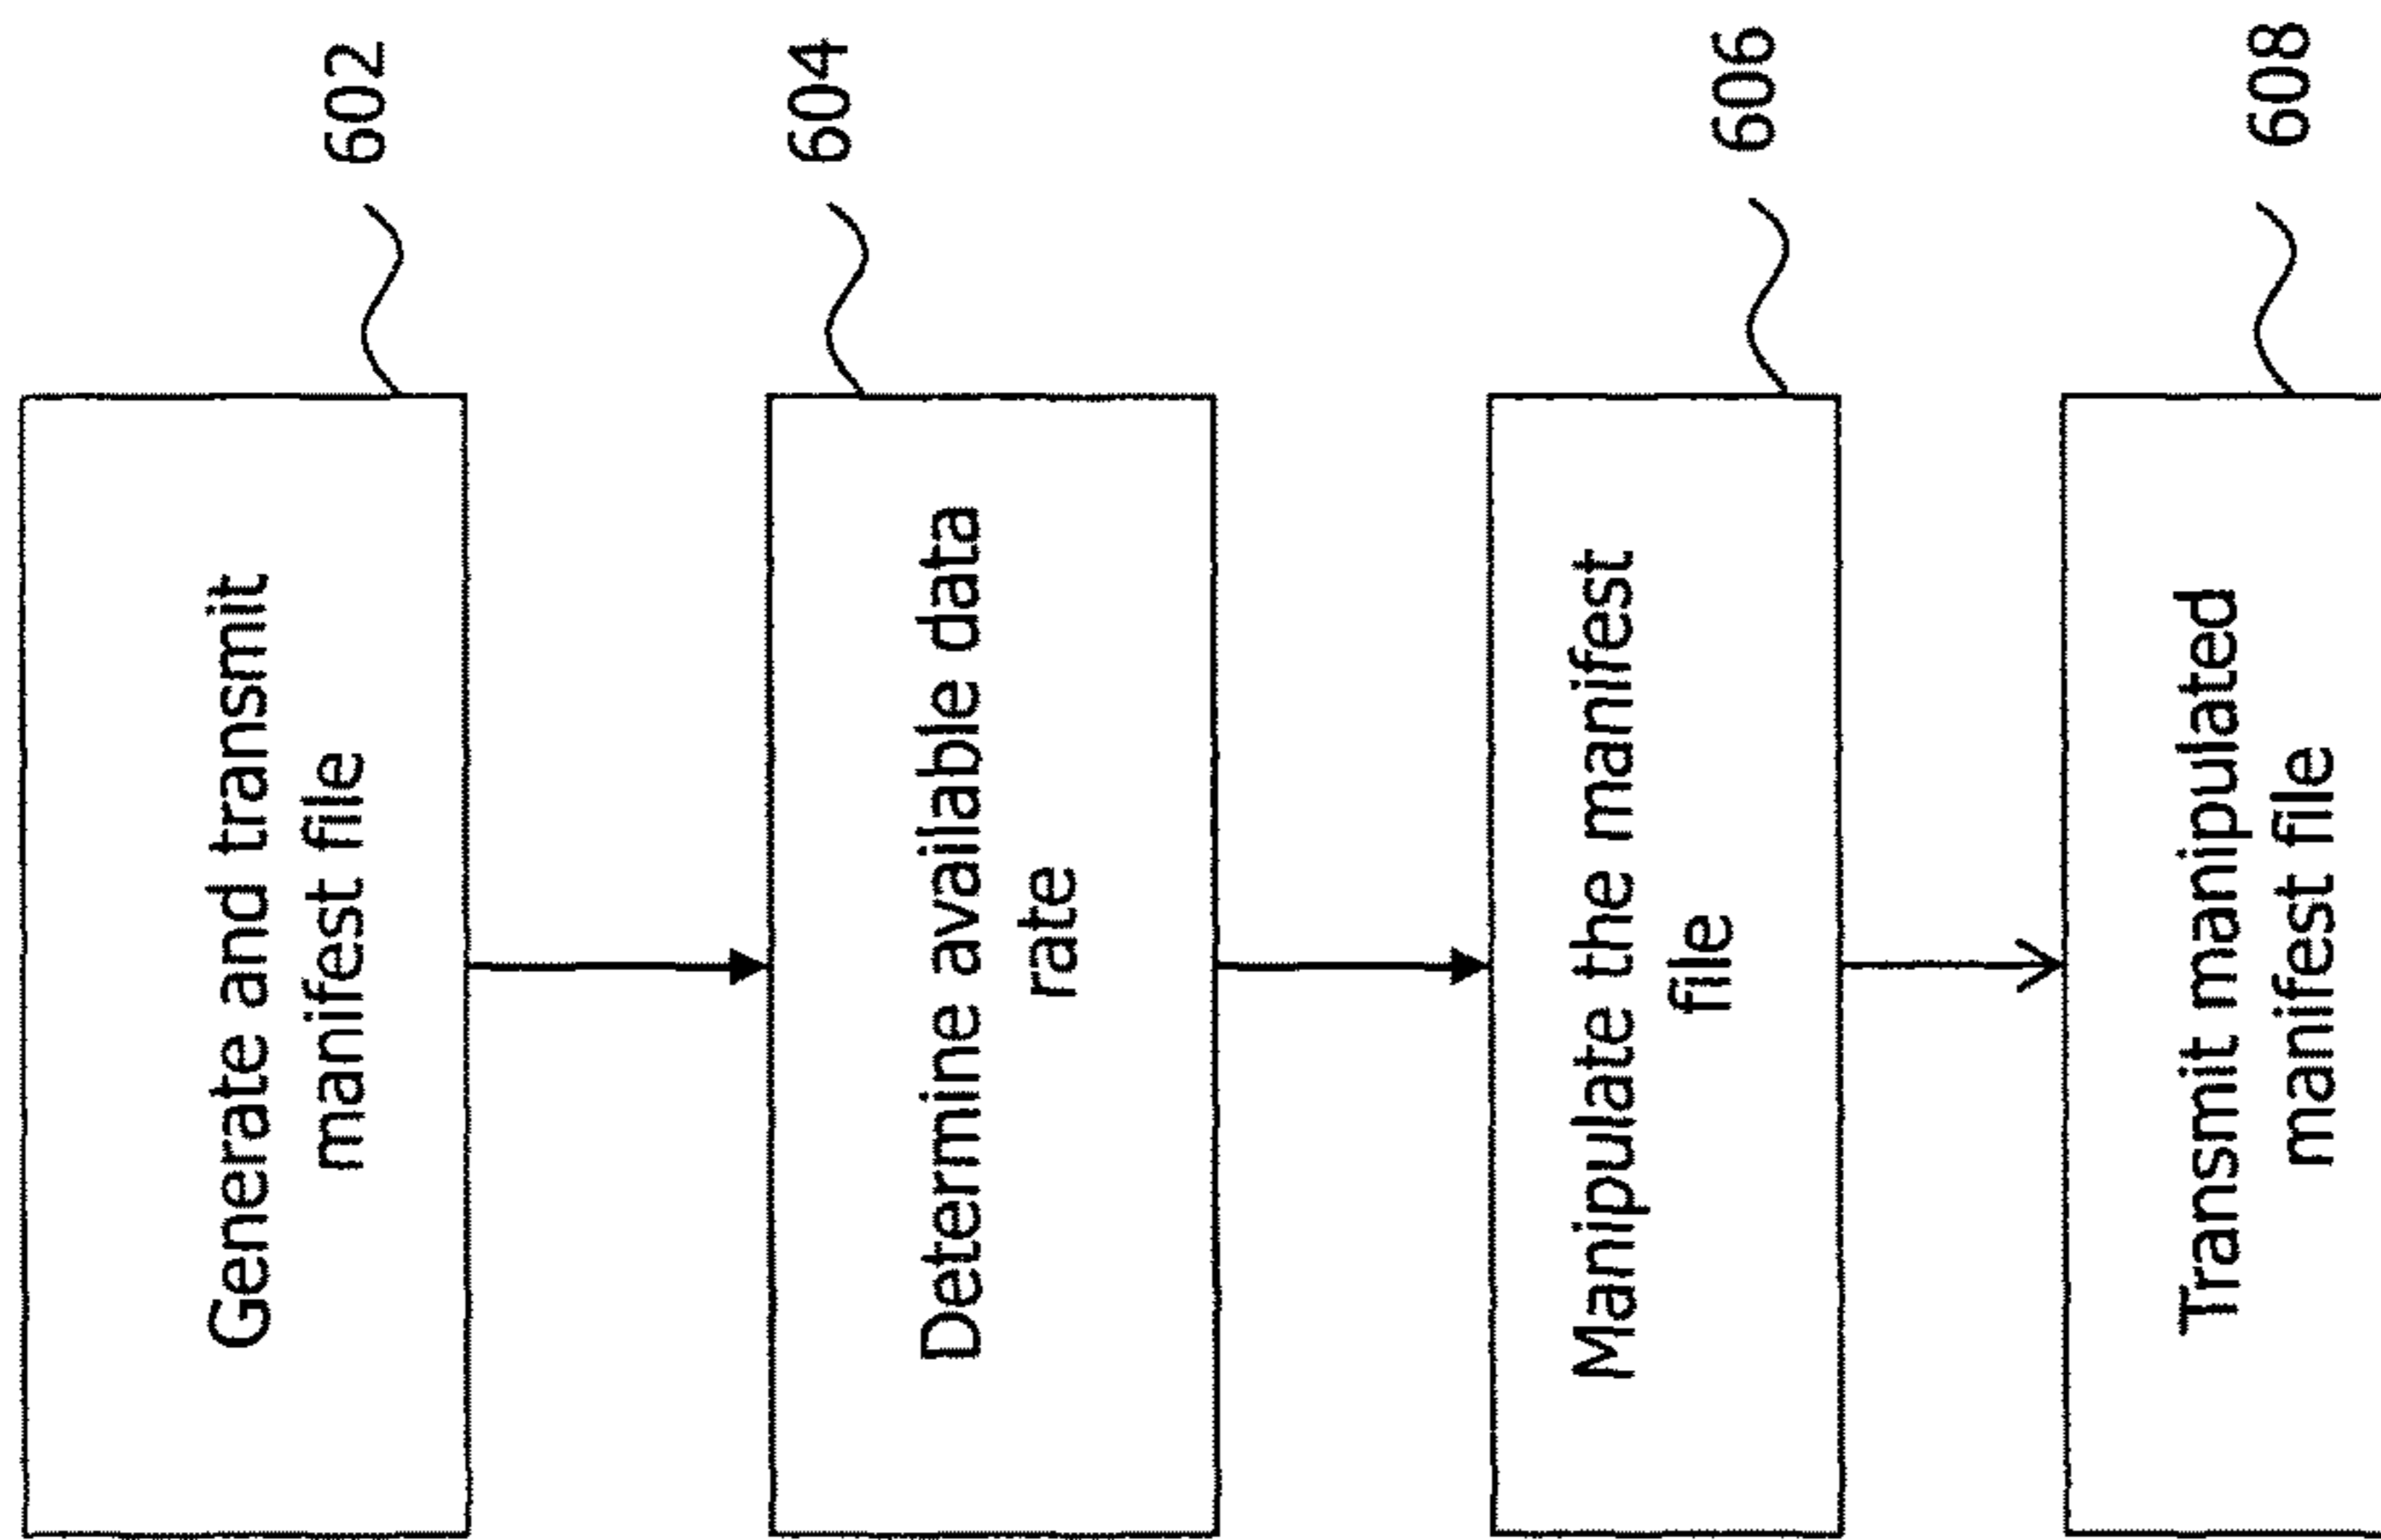 Generate and transmit
manifest file
602
Determine available data
rate
604
Manipulate the manifest
file
606
Transmit manipulated
manifest file
608